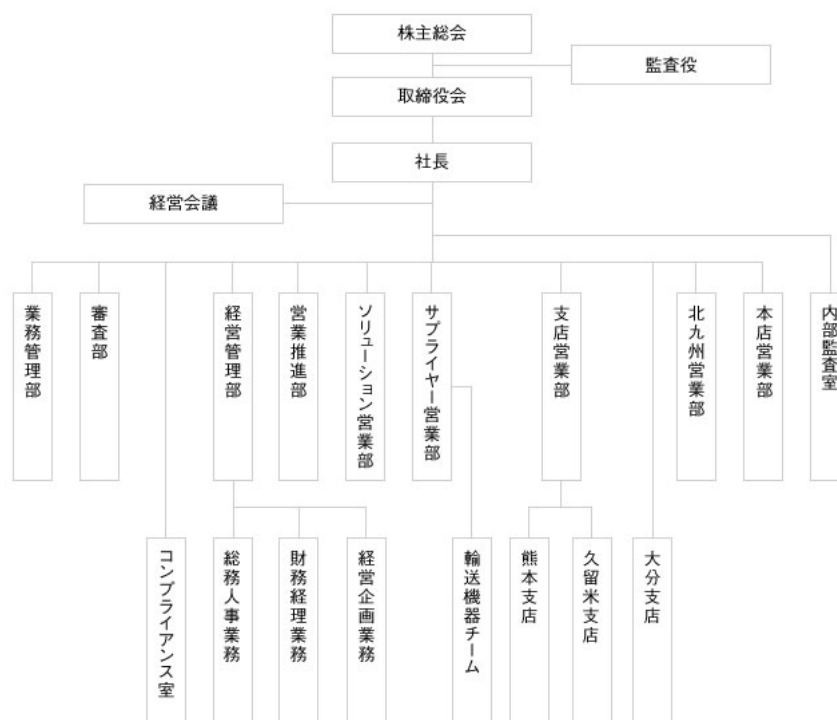 株主総会
監査役
取締役会
社長
経営会議
業務管理部
審査部
経営管理部
営業推進部
ソリューション営業部
サプライヤー営業部
支店営業部
北九州営業部
本店営業部
内部監査室
コンプライアンス室
総務人事業務
財務経理業務
経営企画業務
輸送機器チーム
熊本支店
久留米支店
大分支店